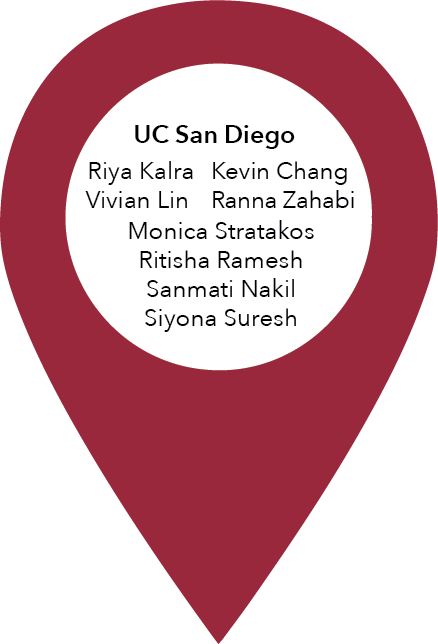 UC San Diego
Riya Kalra Kevin Chang
Vivian Lin Ranna Zahabi
Monica Stratakos
Ritisha Ramesh
Sanmati Nakil
Siyona Suresh